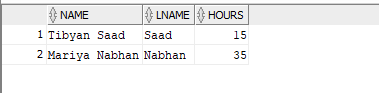 NAME LNAME HOURS
1 Tibyan Saad Saad 15
2 Mariya Nabhan Nabhan 35